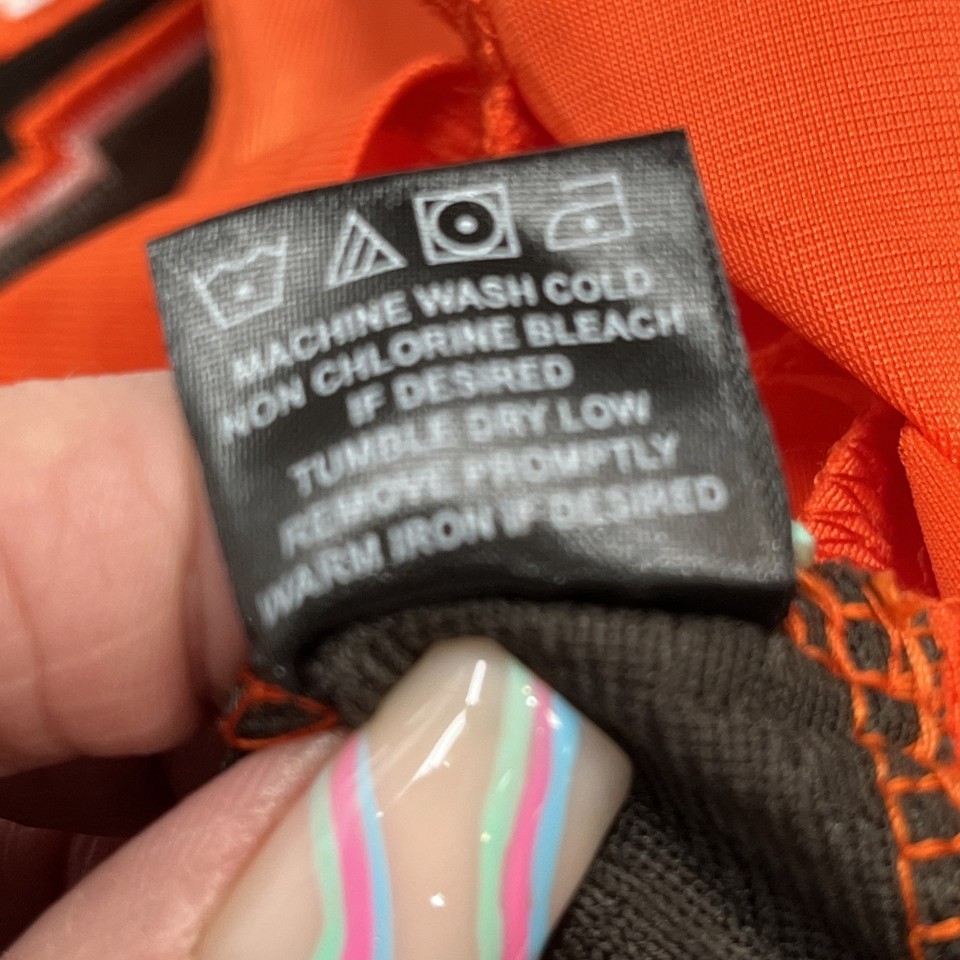 MACHINE WASH COLD
NON CHLORINE BLEACH
IF DESIRED
TUMBLE DRY LOW
REMOVE PROMPTLY
WARM IRON IF DESIRED